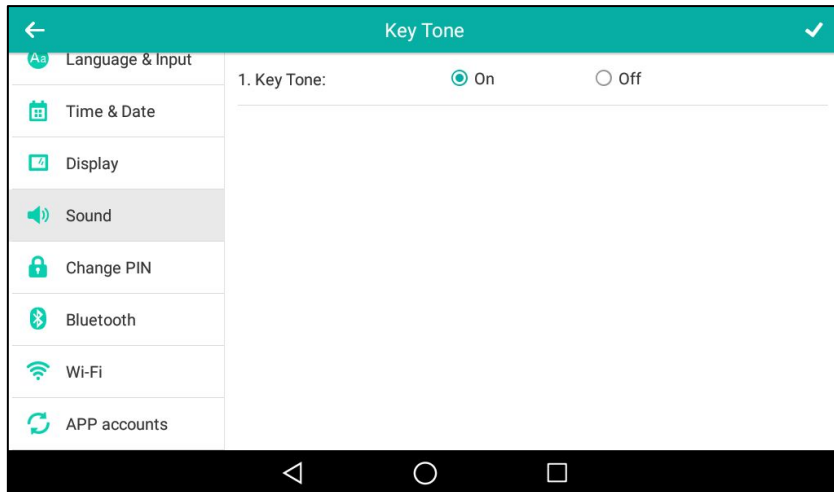 Key Tone
Aa Language & Input
1. Key Tone: On Off
Time & Date
Display
Sound
Change PIN
Bluetooth
Wi-Fi
APP accounts